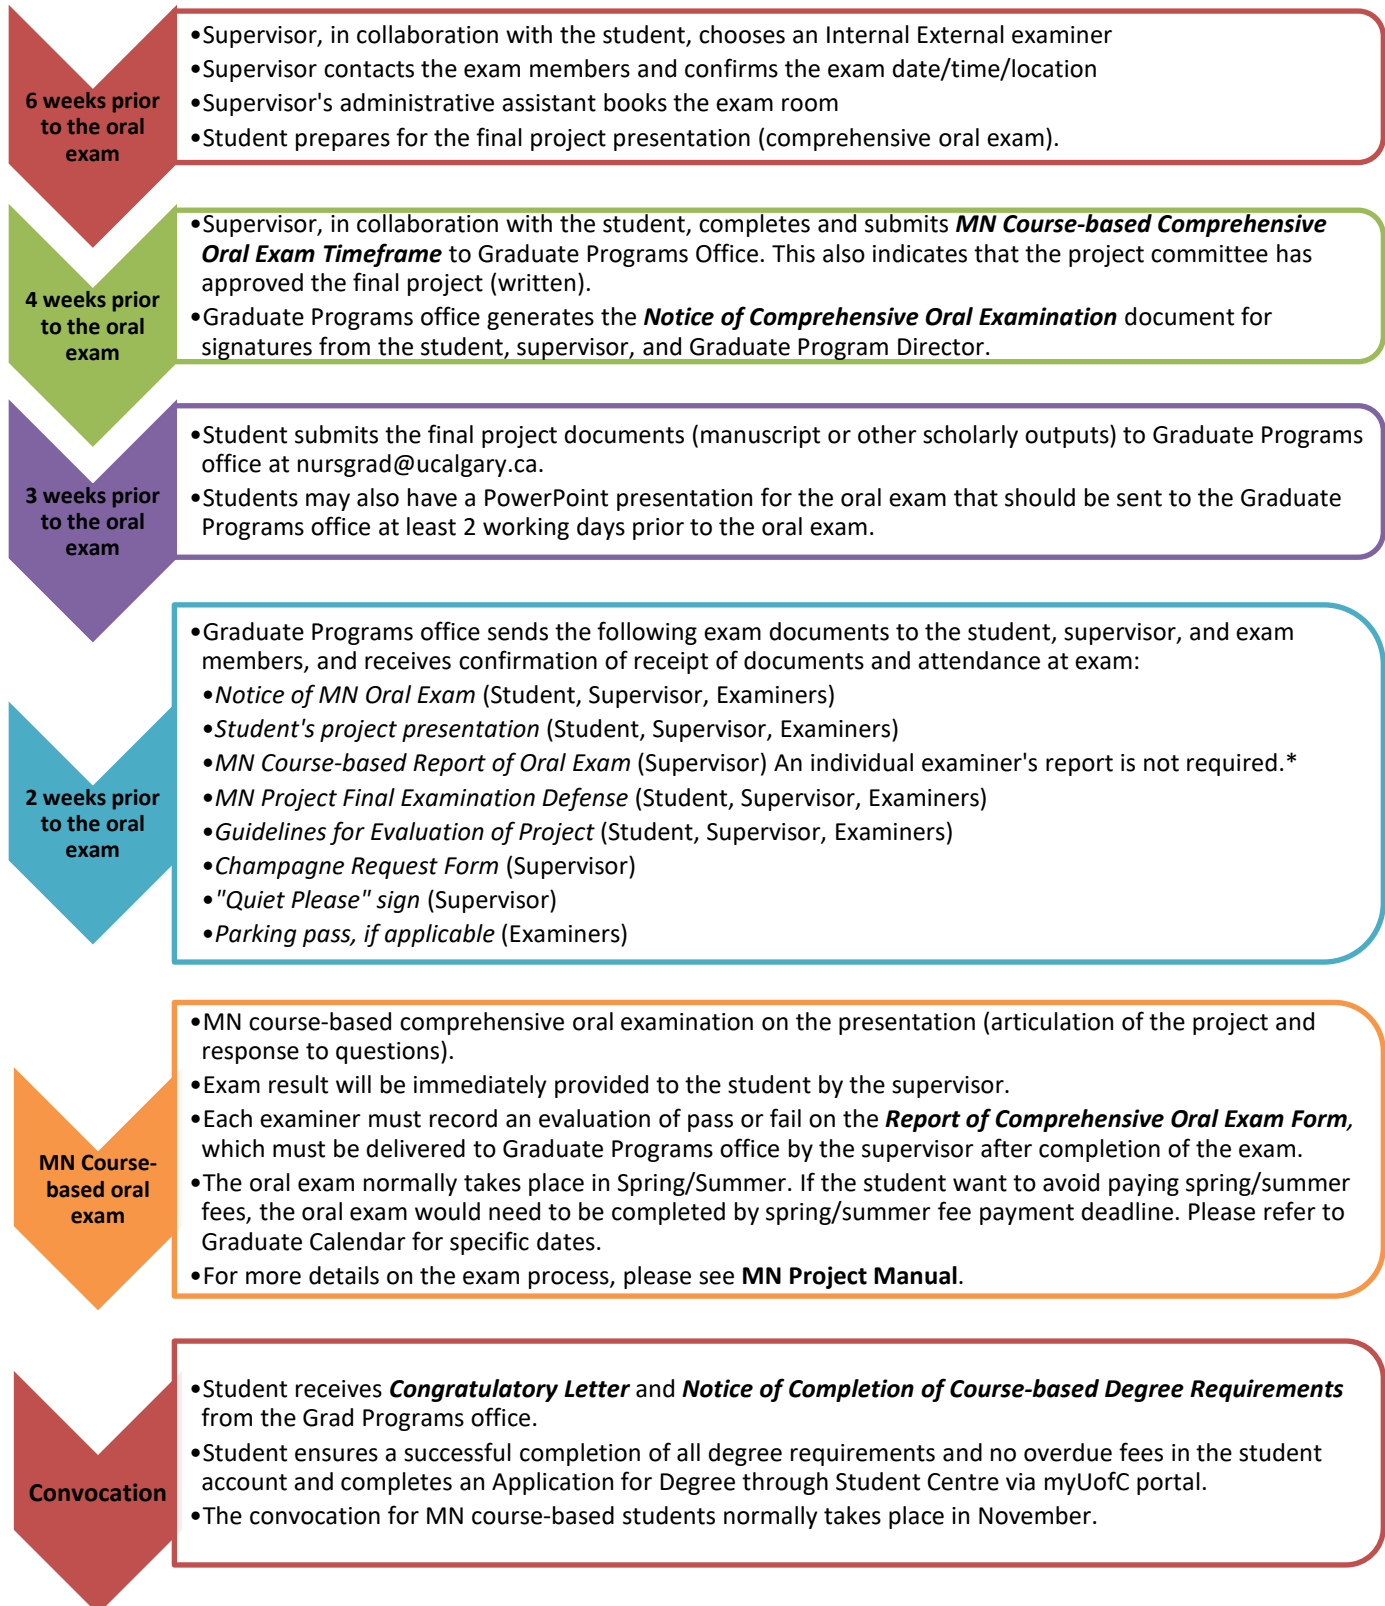 6 weeks prior
to the oral
exam
•Supervisor, in collaboration with the student, chooses an Internal External examiner
•Supervisor contacts the exam members and confirms the exam date/time/location
•Supervisor's administrative assistant books the exam room
•Student prepares for the final project presentation (comprehensive oral exam).
4 weeks prior
to the oral
exam
•Supervisor, in collaboration with the student, completes and submits MN Course-based Comprehensive
Oral Exam Timeframe to Graduate Programs Office. This also indicates that the project committee has
approved the final project (written).
•Graduate Programs office generates the Notice of Comprehensive Oral Examination document for
signatures from the student, supervisor, and Graduate Program Director.
3 weeks prior
to the oral
exam
•Student submits the final project documents (manuscript or other scholarly outputs) to Graduate Programs
office at nursgrad@ucalgary.ca.
•Students may also have a PowerPoint presentation for the oral exam that should be sent to the Graduate
Programs office at least 2 working days prior to the oral exam.
2 weeks prior
to the oral
exam
•Graduate Programs office sends the following exam documents to the student, supervisor, and exam
members, and receives confirmation of receipt of documents and attendance at exam:
•Notice of MN Oral Exam (Student, Supervisor, Examiners)
•Student's project presentation (Student, Supervisor, Examiners)
•MN Course-based Report of Oral Exam (Supervisor) An individual examiner's report is not required.*
•MN Project Final Examination Defense (Student, Supervisor, Examiners)
•Guidelines for Evaluation of Project (Student, Supervisor, Examiners)
•Champagne Request Form (Supervisor)
•"Quiet Please" sign (Supervisor)
•Parking pass, if applicable (Examiners)
MN Course-
based oral
exam
•MN course-based comprehensive oral examination on the presentation (articulation of the project and
response to questions).
•Exam result will be immediately provided to the student by the supervisor.
•Each examiner must record an evaluation of pass or fail on the Report of Comprehensive Oral Exam Form,
which must be delivered to Graduate Programs office by the supervisor after completion of the exam.
•The oral exam normally takes place in Spring/Summer. If the student want to avoid paying spring/summer
fees, the oral exam would need to be completed by spring/summer fee payment deadline. Please refer to
Graduate Calendar for specific dates.
•For more details on the exam process, please see MN Project Manual.
Convocation
•Student receives Congratulatory Letter and Notice of Completion of Course-based Degree Requirements
from the Grad Programs office.
•Student ensures a successful completion of all degree requirements and no overdue fees in the student
account and completes an Application for Degree through Student Centre via myUofC portal.
•The convocation for MN course-based students normally takes place in November.